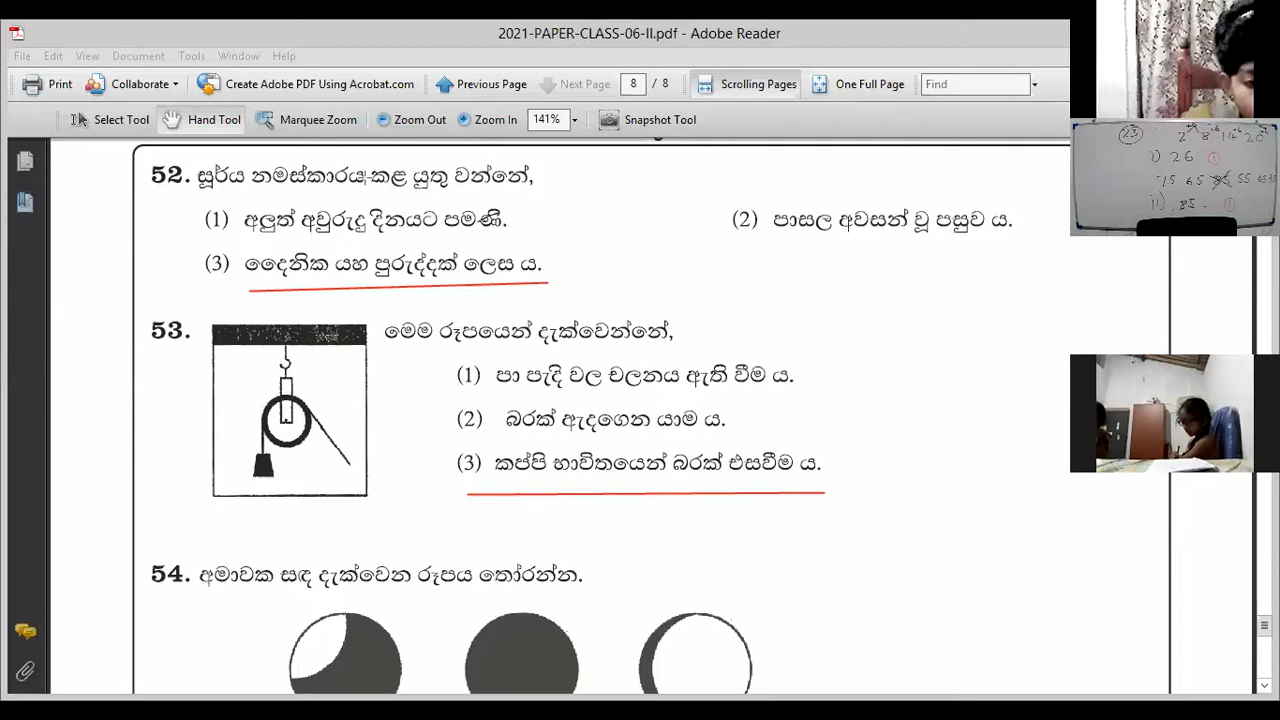 2021-PAPER-CLASS-06-II.pdf - Adobe Reader
File Edit View Document Tools Window Help
Print Collaborate Create Adobe PDF Using Acrobat.com Previous Page Next Page 8 / 8 Scrolling Pages One Full Page Find
Select Tool Hand Tool Marquee Zoom Zoom Out Zoom In 141% Snapshot Tool
52. සූර්ය නමස්කාරය කළ යුතු වන්නේ,
(1) අලුත් අවුරුදු දිනයට පමණි.
(2) පාසල අවසන් වූ පසුව ය.
(3) දෛනික යහ පුරුද්දක් ලෙස ය.
53. මෙම රූපයෙන් දැක්වෙන්නේ,
(1) පා පැදි වල චලනය ඇති වීම ය.
(2) බරක් ඇදගෙන යාම ය.
(3) කප්පි භාවිතයෙන් බරක් එසවීම ය.
54. අමාවක සඳ දැක්වෙන රූපය තෝරන්න.
23
i) 26
ii)